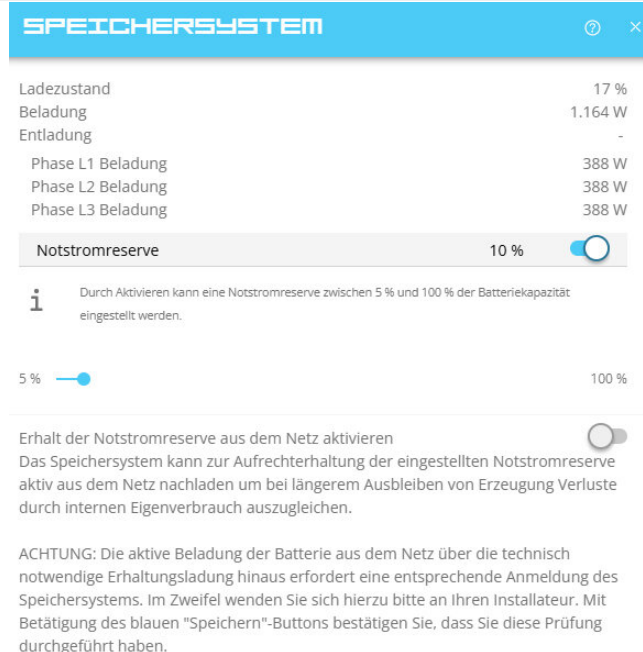 SPEICHERSYSTEM
Ladezustand 17 %
Beladung 1.164 W
Entladung -
Phase L1 Beladung 388 W
Phase L2 Beladung 388 W
Phase L3 Beladung 388 W
Notstromreserve 10 %
Durch Aktivieren kann eine Notstromreserve zwischen 5 % und 100 % der Batteriekapazität
eingestellt werden.
5 % 100 %
Erhalt der Notstromreserve aus dem Netz aktivieren
Das Speichersystem kann zur Aufrechterhaltung der eingestellten Notstromreserve
aktiv aus dem Netz nachladen um bei längerem Ausbleiben von Erzeugung Verluste
durch internen Eigenverbrauch auszugleichen.
ACHTUNG: Die aktive Beladung der Batterie aus dem Netz über die technisch
notwendige Erhaltungsladung hinaus erfordert eine entsprechende Anmeldung des
Speichersystems. Im Zweifel wenden Sie sich hierzu bitte an Ihren Installateur. Mit
Betätigung des blauen "Speichern"-Buttons bestätigen Sie, dass Sie diese Prüfung
durchgeführt haben.